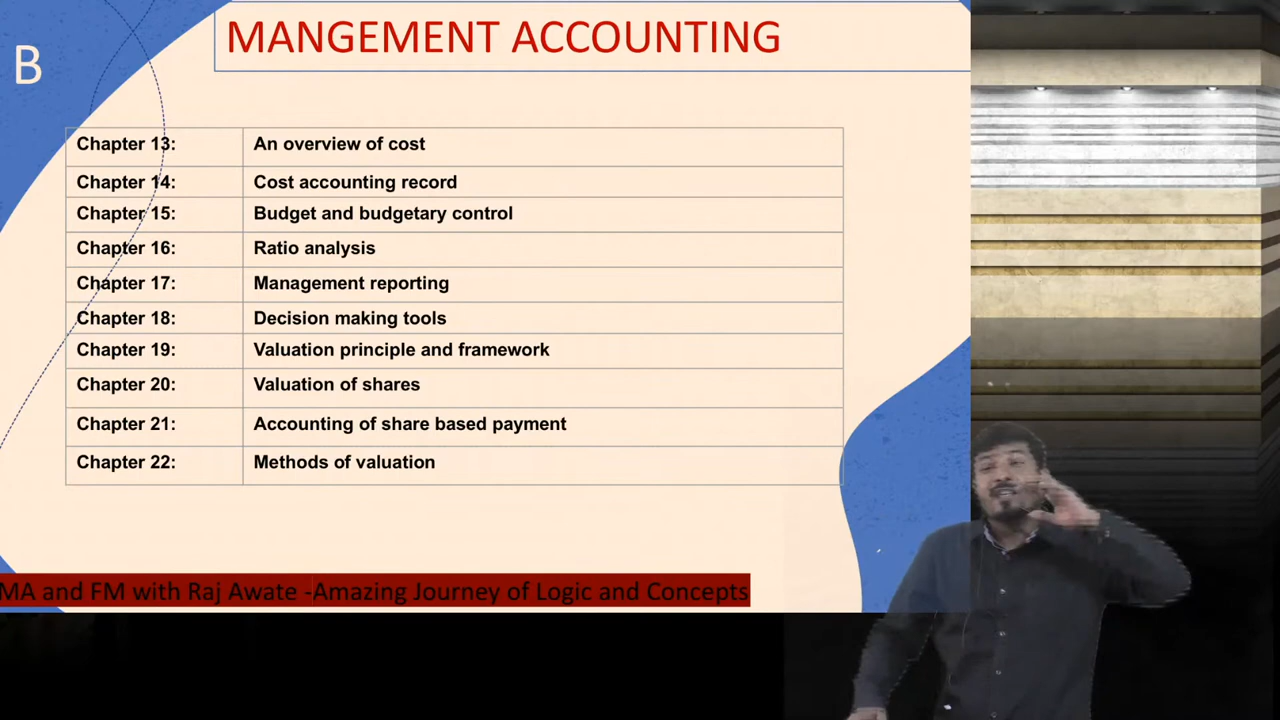 MANGEMENT ACCOUNTING
B
Chapter 13: An overview of cost
Chapter 14: Cost accounting record
Chapter 15: Budget and budgetary control
Chapter 16: Ratio analysis
Chapter 17: Management reporting
Chapter 18: Decision making tools
Chapter 19: Valuation principle and framework
Chapter 20: Valuation of shares
Chapter 21: Accounting of share based payment
Chapter 22: Methods of valuation
MA and FM with Raj Awate -Amazing Journey of Logic and Concepts